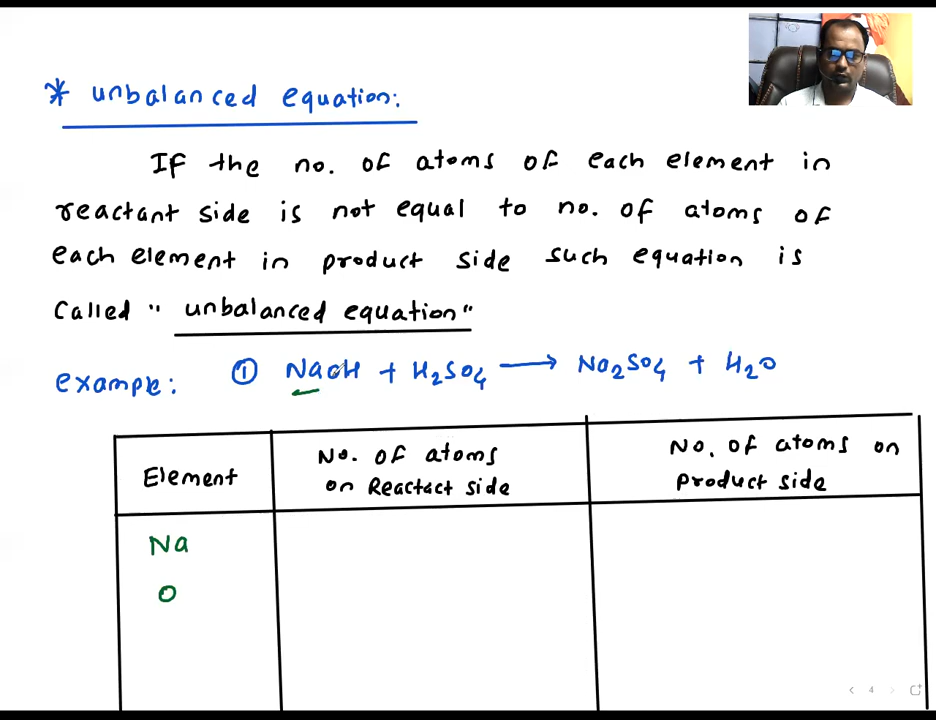 * unbalanced equation:
IF the no. of atoms of each element in
reactant side is not equal to no. of atoms of
each element in product side such equation is
called " unbalanced equation"
example: ① NaOH + H₂SO₄ ⟶ Na₂SO₄ + H₂O
Element
No. of atoms
on Reactact side
No. of atoms on
product side
Na
O
4